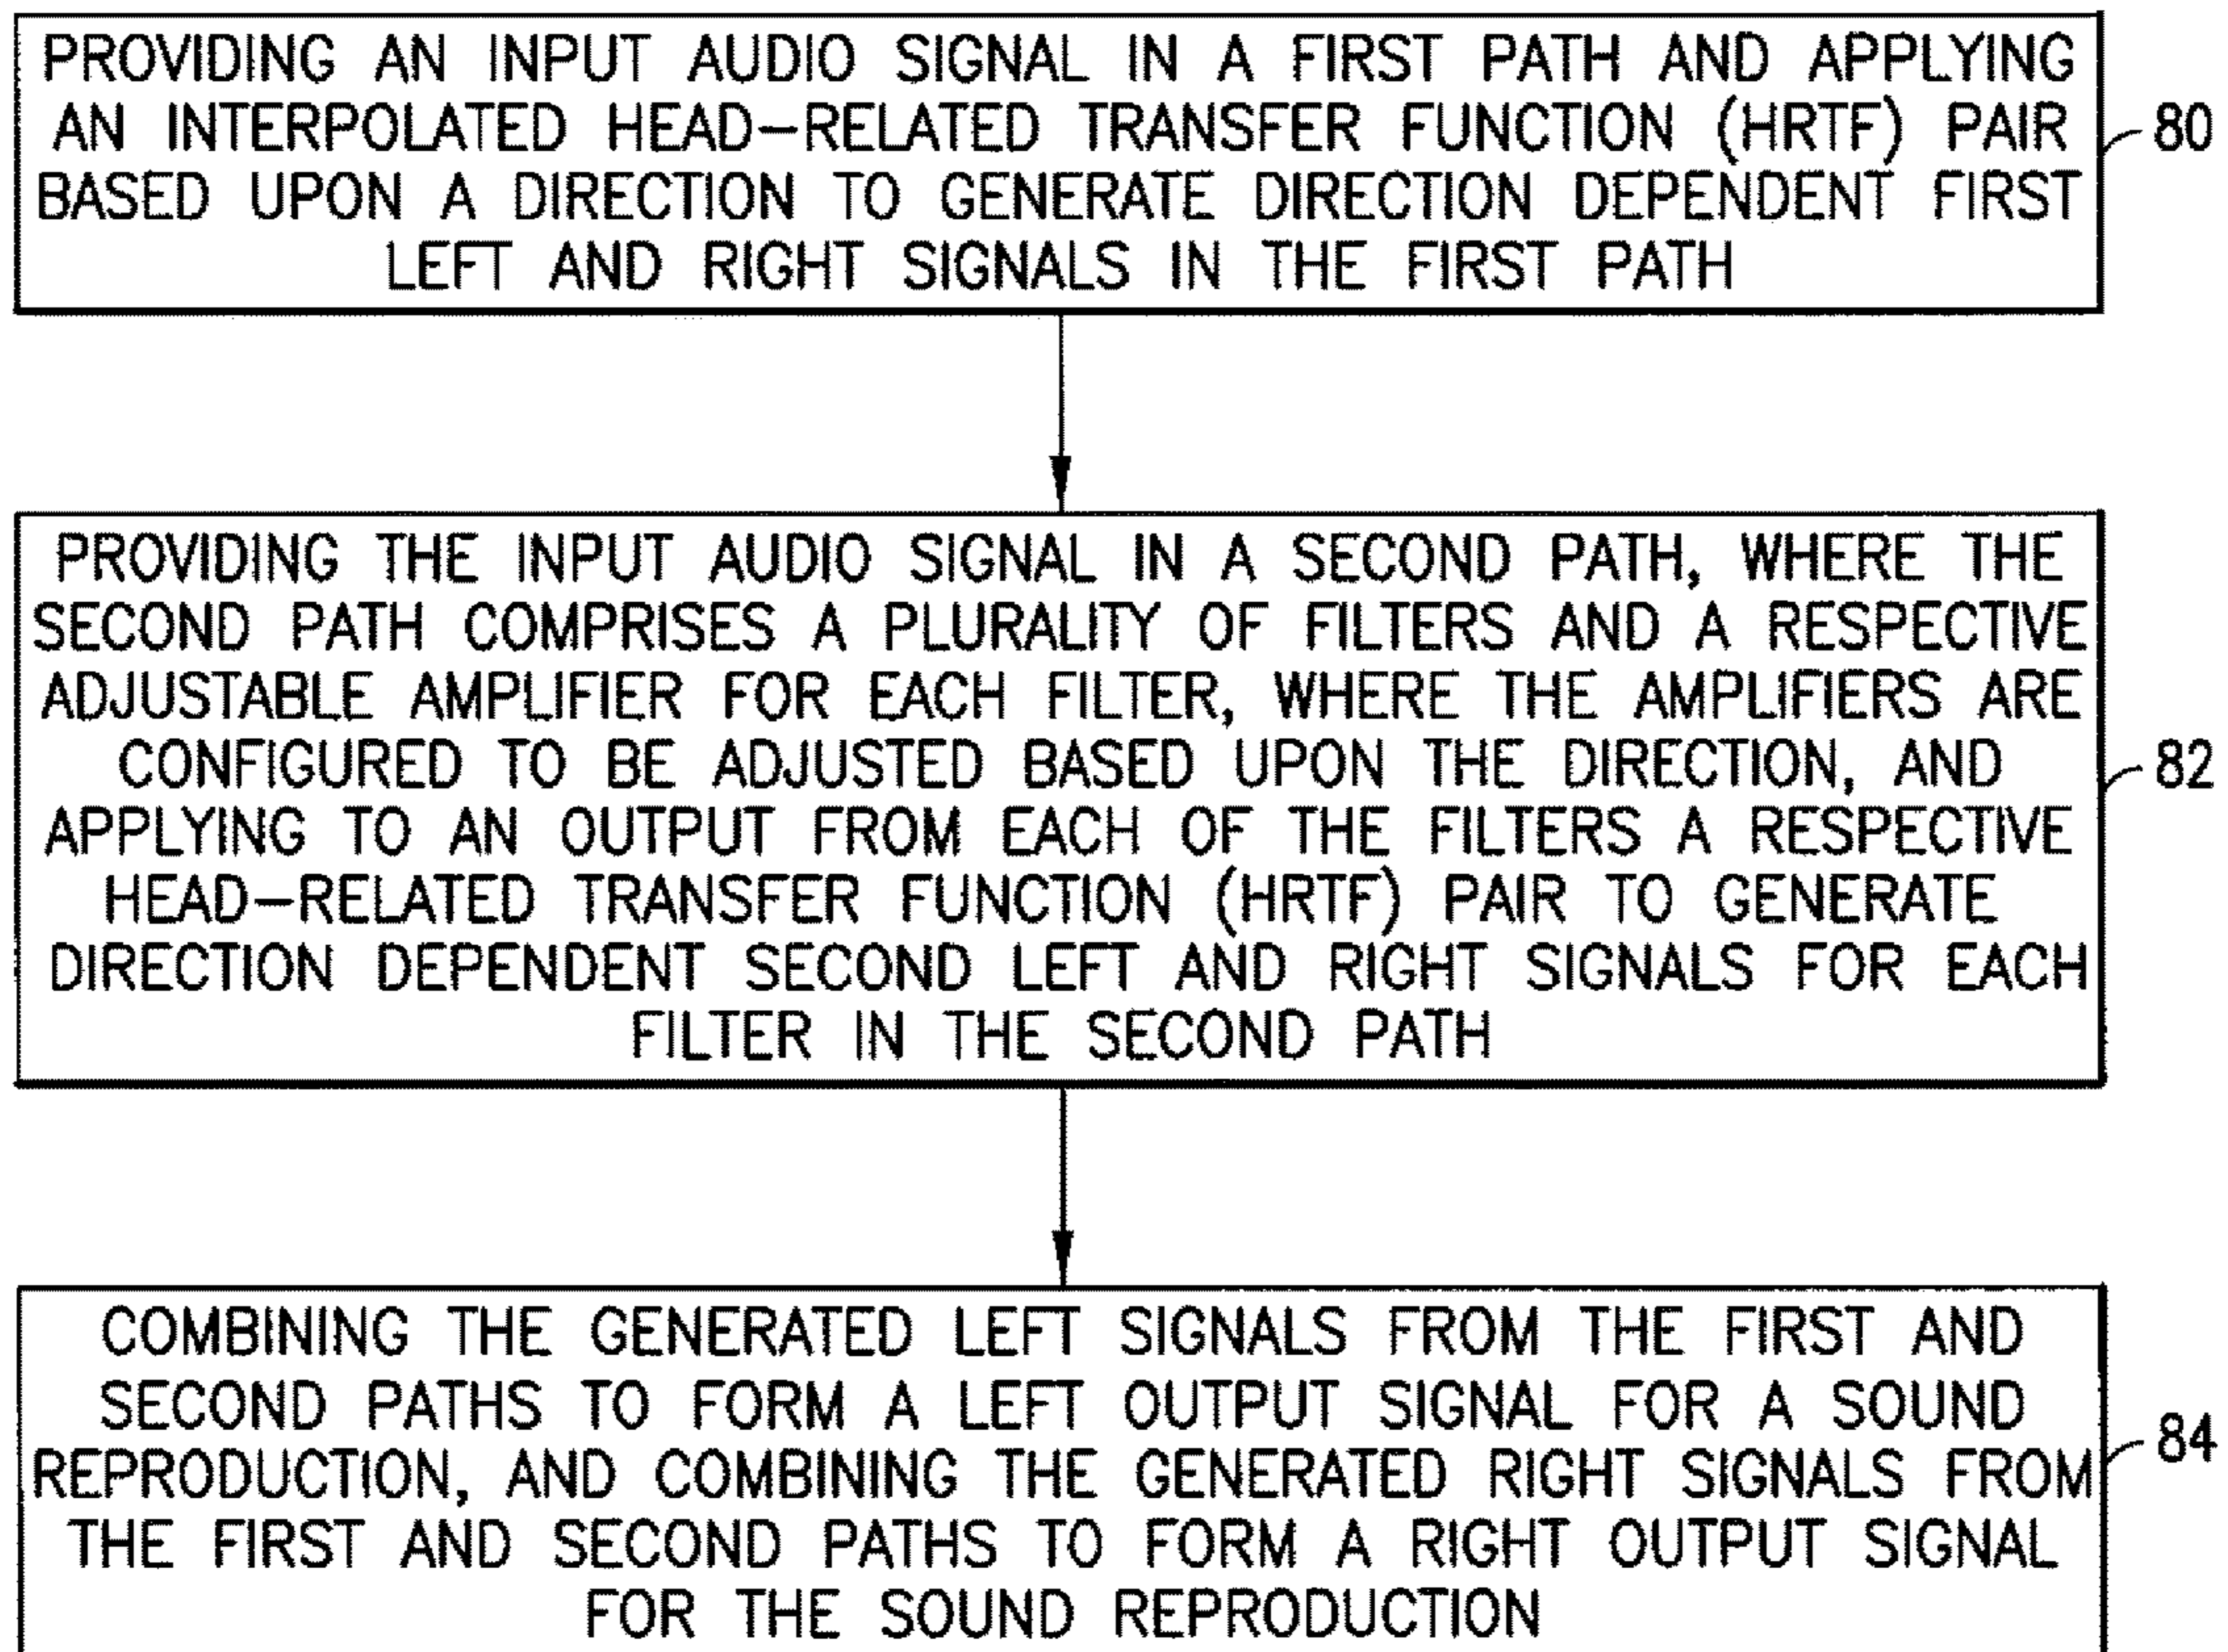 PROVIDING AN INPUT AUDIO SIGNAL IN A FIRST PATH AND APPLYING
AN INTERPOLATED HEAD-RELATED TRANSFER FUNCTION (HRTF) PAIR
BASED UPON A DIRECTION TO GENERATE DIRECTION DEPENDENT FIRST
LEFT AND RIGHT SIGNALS IN THE FIRST PATH
80
PROVIDING THE INPUT AUDIO SIGNAL IN A SECOND PATH, WHERE THE
SECOND PATH COMPRISES A PLURALITY OF FILTERS AND A RESPECTIVE
ADJUSTABLE AMPLIFIER FOR EACH FILTER, WHERE THE AMPLIFIERS ARE
CONFIGURED TO BE ADJUSTED BASED UPON THE DIRECTION, AND
APPLYING TO AN OUTPUT FROM EACH OF THE FILTERS A RESPECTIVE
HEAD-RELATED TRANSFER FUNCTION (HRTF) PAIR TO GENERATE
DIRECTION DEPENDENT SECOND LEFT AND RIGHT SIGNALS FOR EACH
FILTER IN THE SECOND PATH
82
COMBINING THE GENERATED LEFT SIGNALS FROM THE FIRST AND
SECOND PATHS TO FORM A LEFT OUTPUT SIGNAL FOR A SOUND
REPRODUCTION, AND COMBINING THE GENERATED RIGHT SIGNALS FROM
THE FIRST AND SECOND PATHS TO FORM A RIGHT OUTPUT SIGNAL
FOR THE SOUND REPRODUCTION
84